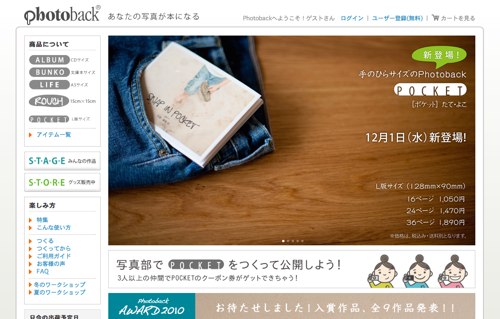 photoback®
あなたの写真が本になる
Photobackへようこそ！ゲストさん ログイン | ユーザー登録(無料) | カートを見る
商品について
ALBUM CDサイズ
BUNKO 文庫本サイズ
LIFE A5サイズ
ROUGH 15cm×15cm
POCKET L版サイズ
アイテム一覧
S·T·A·G·E みんなの作品
S·T·O·R·E グッズ販売中
楽しみ方
特集
こんな使い方
つくる
つくってから
ご利用ガイド
お客様の声
FAQ
冬のワークショップ
夏のワークショップ
只今の出荷予定日
SNAP IN POCKET
新登場！
手のひらサイズのPhotoback
POCKET
［ポケット］たて・よこ
12月1日（水）新登場！
L版サイズ（128mm×90mm）
16ページ 1,050円
24ページ 1,470円
36ページ 1,890円
※価格は、税込み・送料別となります。
写真部で POCKET をつくって公開しよう！
3人以上の仲間でPOCKETのクーポン券がゲットできちゃう！
Photoback
AWARD 2010
お待たせしました！入賞作品、全9作品発表！！